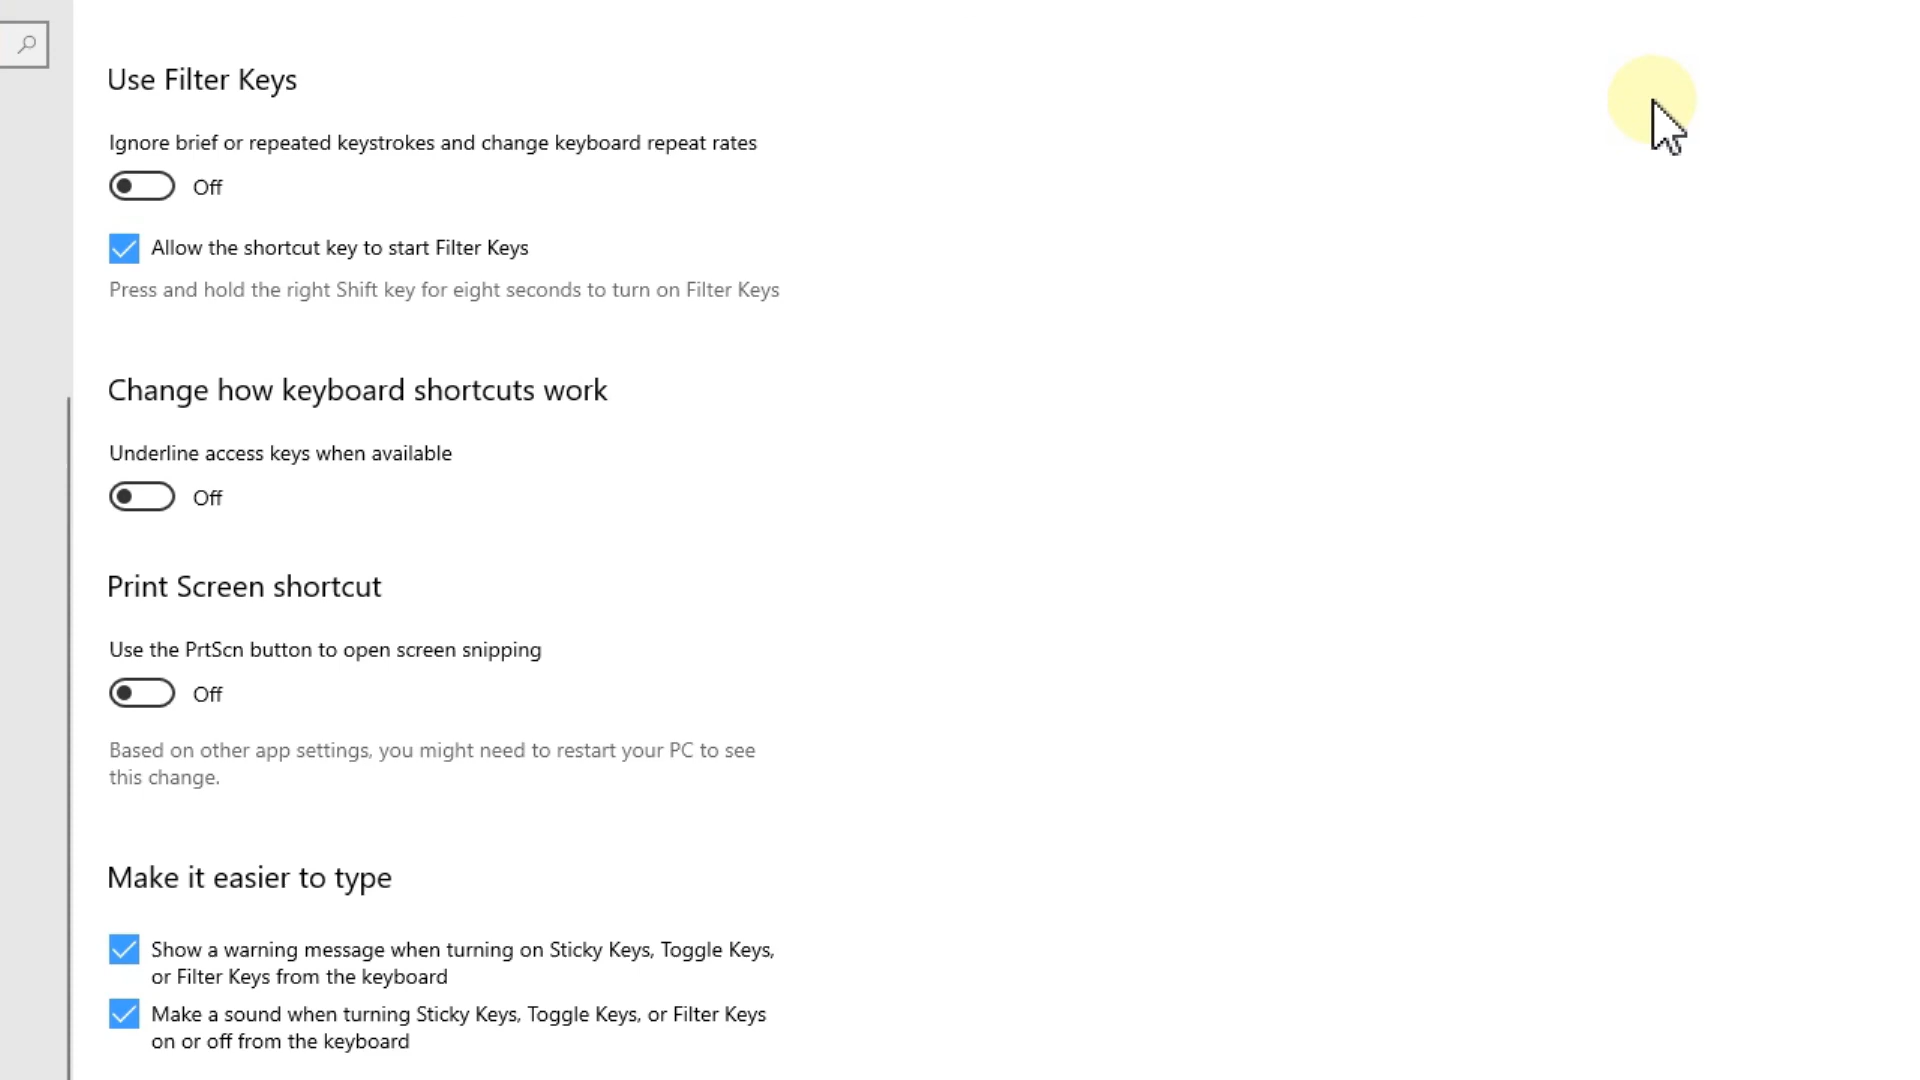 Use Filter Keys
Ignore brief or repeated keystrokes and change keyboard repeat rates
Off
Allow the shortcut key to start Filter Keys
Press and hold the right Shift key for eight seconds to turn on Filter Keys
Change how keyboard shortcuts work
Underline access keys when available
Off
Print Screen shortcut
Use the PrtScn button to open screen snipping
Off
Based on other app settings, you might need to restart your PC to see
this change.
Make it easier to type
Show a warning message when turning on Sticky Keys, Toggle Keys,
or Filter Keys from the keyboard
Make a sound when turning Sticky Keys, Toggle Keys, or Filter Keys
on or off from the keyboard